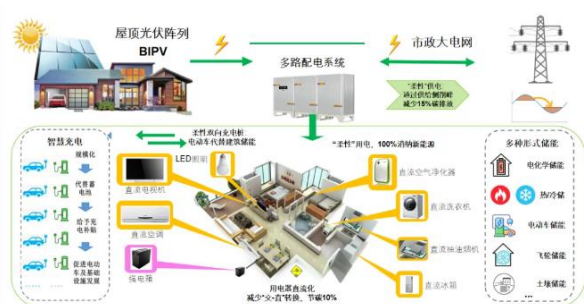 屋顶光伏阵列
BIPV
多路配电系统
市政大电网
"柔性"供电:
通过供给侧削峰
减少15%碳排放
智慧充电
规模化
代替蓄
电池
给予充
电补贴
促进电动
车及基础
设施发展
柔性双向充电桩
电动车代替建筑储能
"柔性"用电,100%消纳新能源
LED照明
直流电视机
直流空调
强电箱
直流空气净化器
直流洗衣机
直流抽油烟机
直流冰箱
用电器直流化
减少"交-直"转换,节碳10%
多种形式储能
电化学储能
热/冷储
电动车储能
飞轮储能
土壤储能
...